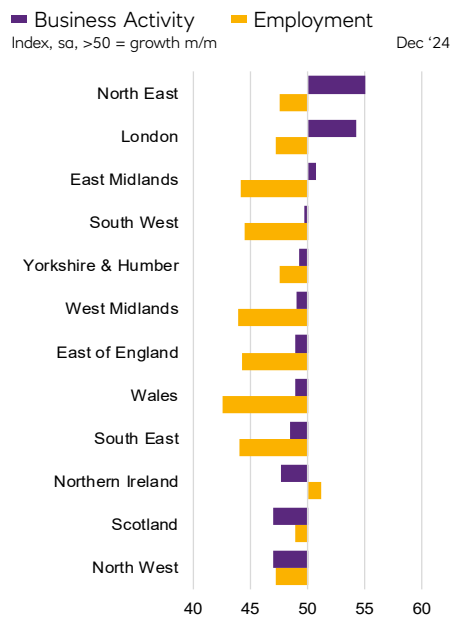 Business Activity Employment
Index, sa, >50 = growth m/m Dec ‘24
North East
London
East Midlands
South West
Yorkshire & Humber
West Midlands
East of England
Wales
South East
Northern Ireland
Scotland
North West
40 45 50 55 60